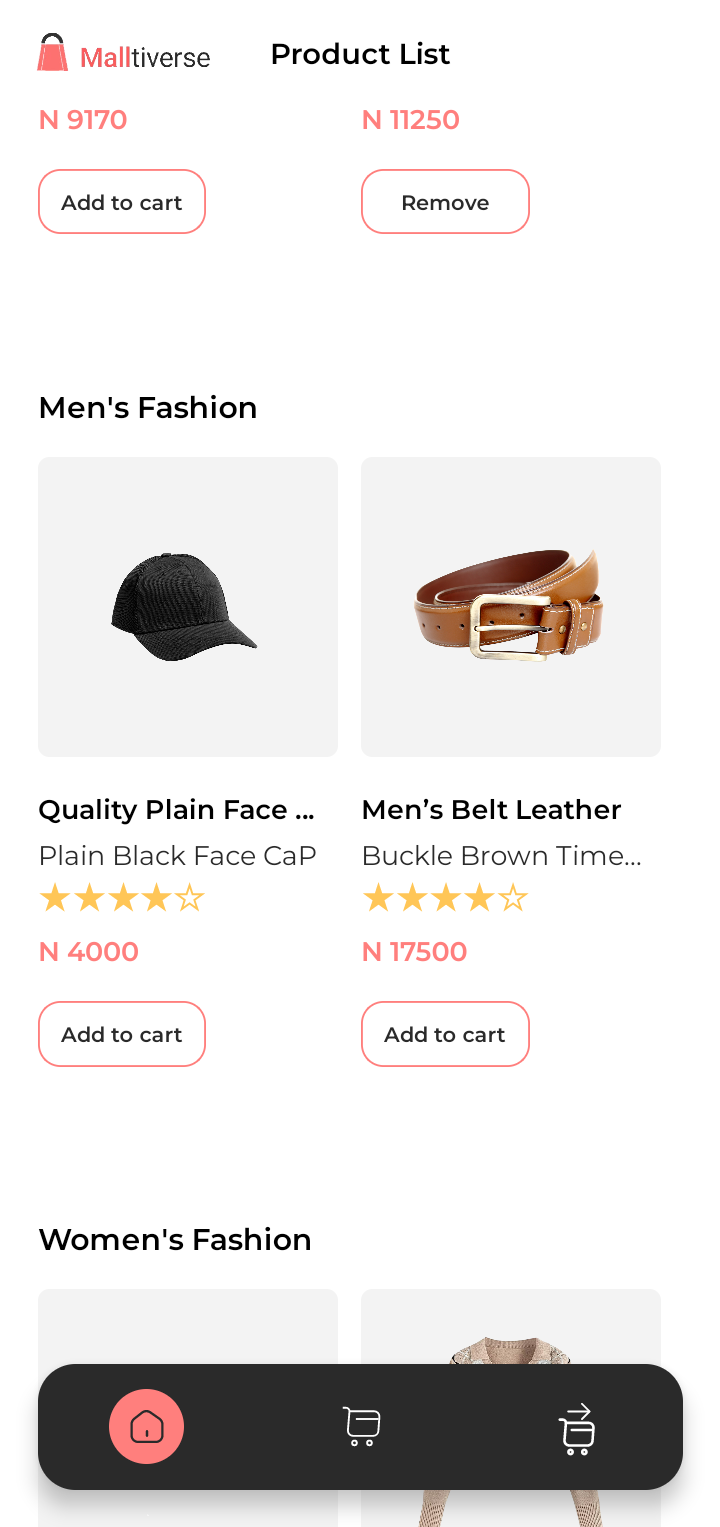 Malltiverse
Product List
N 9170
N 11250
Add to cart
Remove
Men's Fashion
Quality Plain Face ...
Men’s Belt Leather
Plain Black Face CaP
Buckle Brown Time...
★★★★☆
★★★★☆
N 4000
N 17500
Add to cart
Add to cart
Women's Fashion